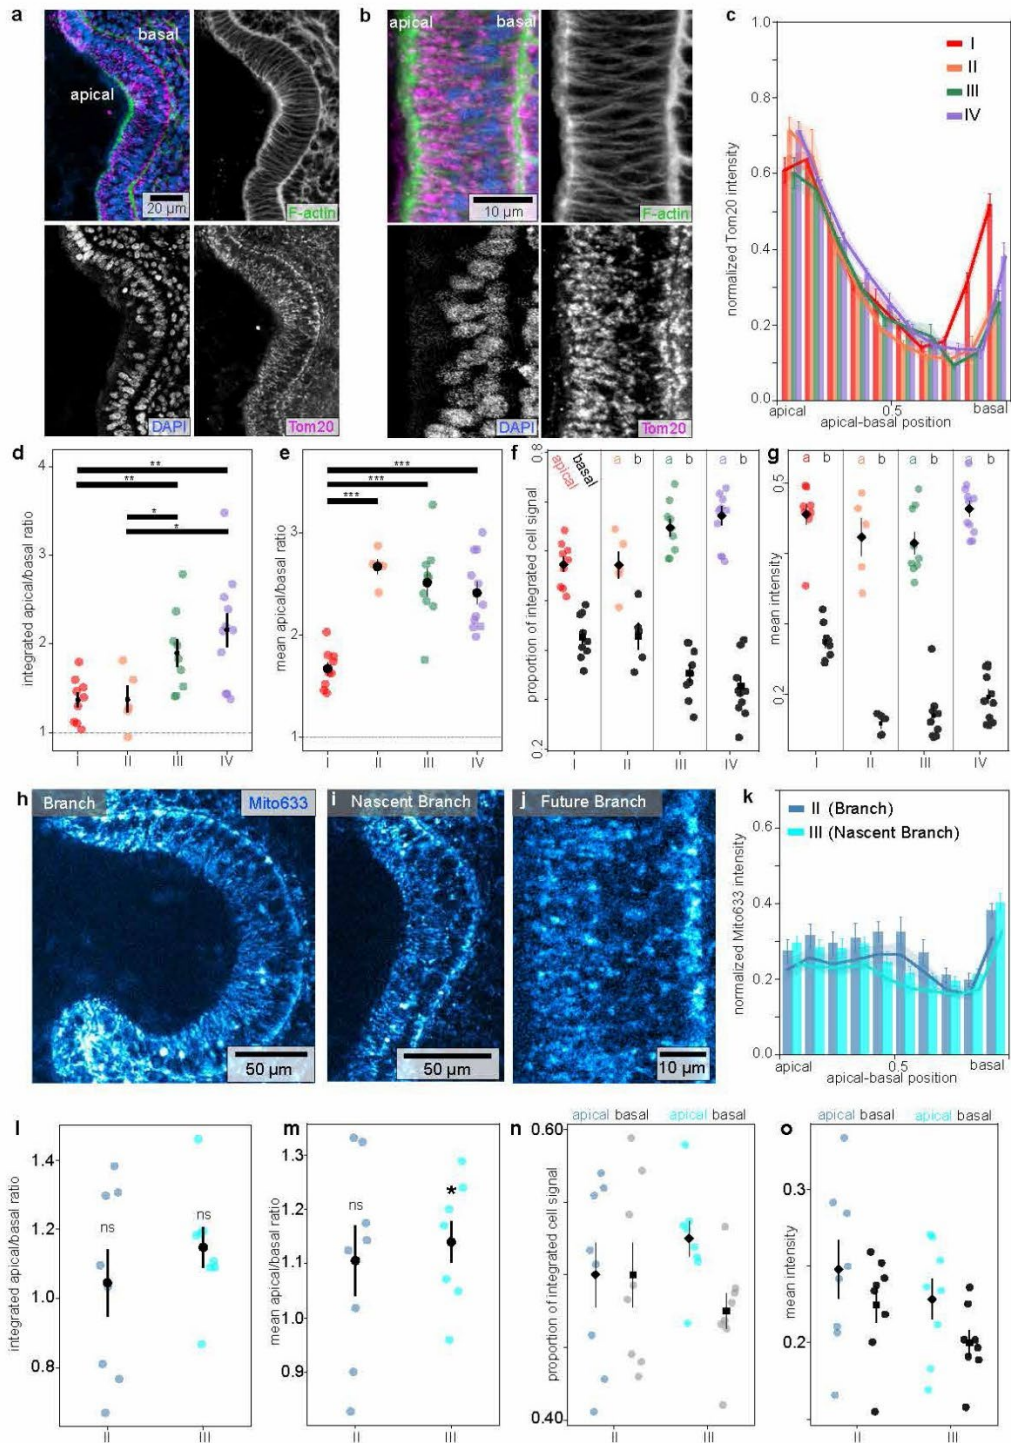 a
basal
apical
20 µm
F-actin
DAPI
Tom20
b
apical
basal
10 µm
F-actin
DAPI
Tom20
c
1.0
0.8
0.6
0.4
0.2
0.0
normalized Tom20 intensity
I
II
III
IV
apical
0.5
basal
apical-basal position
d
4
3
2
1
integrated apical/basal ratio
**
**
*
*
I
II
III
IV
e
3
2
1
mean apical/basal ratio
***
***
***
I
II
III
IV
f
0.8
0.2
proportion of integrated cell signal
apical
basal
a
b
a
b
a
b
I
II
III
IV
g
0.5
0.2
mean intensity
a
b
a
b
a
b
a
b
I
II
III
IV
h
Branch
Mito633
50 µm
i
Nascent Branch
50 µm
j
Future Branch
10 µm
k
0.6
0.4
0.2
0.0
normalized Mito633 intensity
II (Branch)
III (Nascent Branch)
apical
0.5
basal
apical-basal position
l
1.4
1.2
1.0
0.8
integrated apical/basal ratio
ns
ns
II
III
m
1.3
1.2
1.1
1.0
0.9
mean apical/basal ratio
ns
*
II
III
n
apical basal
apical basal
0.60
0.40
proportion of integrated cell signal
II
III
o
apical basal
apical basal
0.3
0.2
mean intensity
II
III